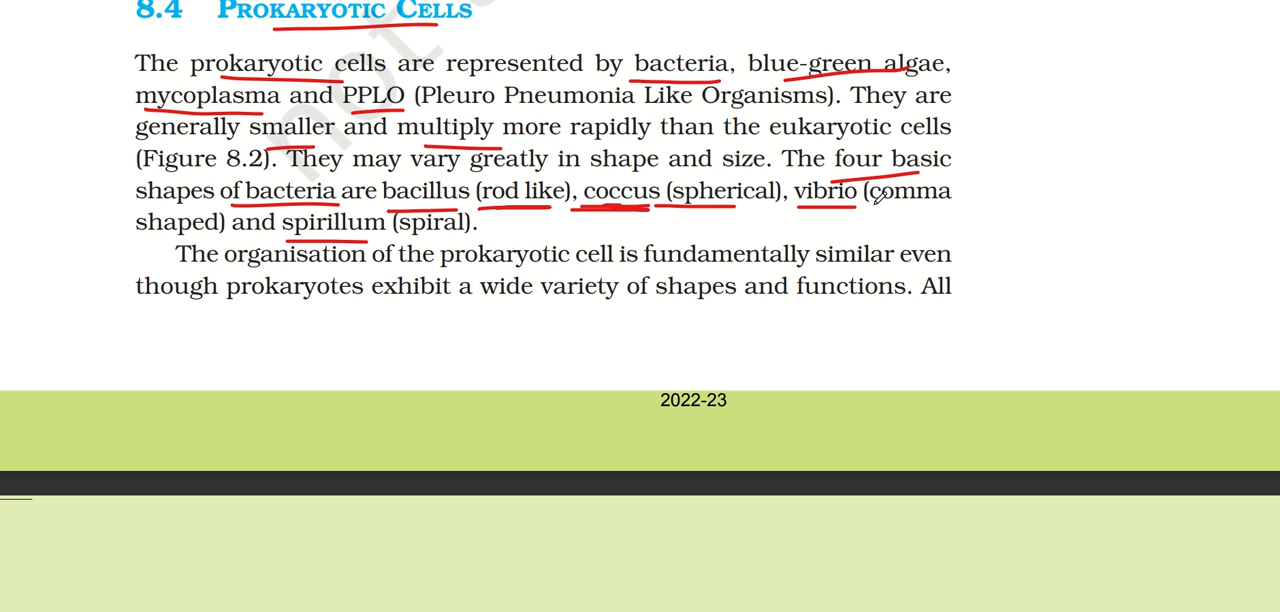 8.4 PROKARYOTIC CELLS
The prokaryotic cells are represented by bacteria, blue-green algae,
mycoplasma and PPLO (Pleuro Pneumonia Like Organisms). They are
generally smaller and multiply more rapidly than the eukaryotic cells
(Figure 8.2). They may vary greatly in shape and size. The four basic
shapes of bacteria are bacillus (rod like), coccus (spherical), vibrio (comma
shaped) and spirillum (spiral).
The organisation of the prokaryotic cell is fundamentally similar even
though prokaryotes exhibit a wide variety of shapes and functions. All
2022-23
not